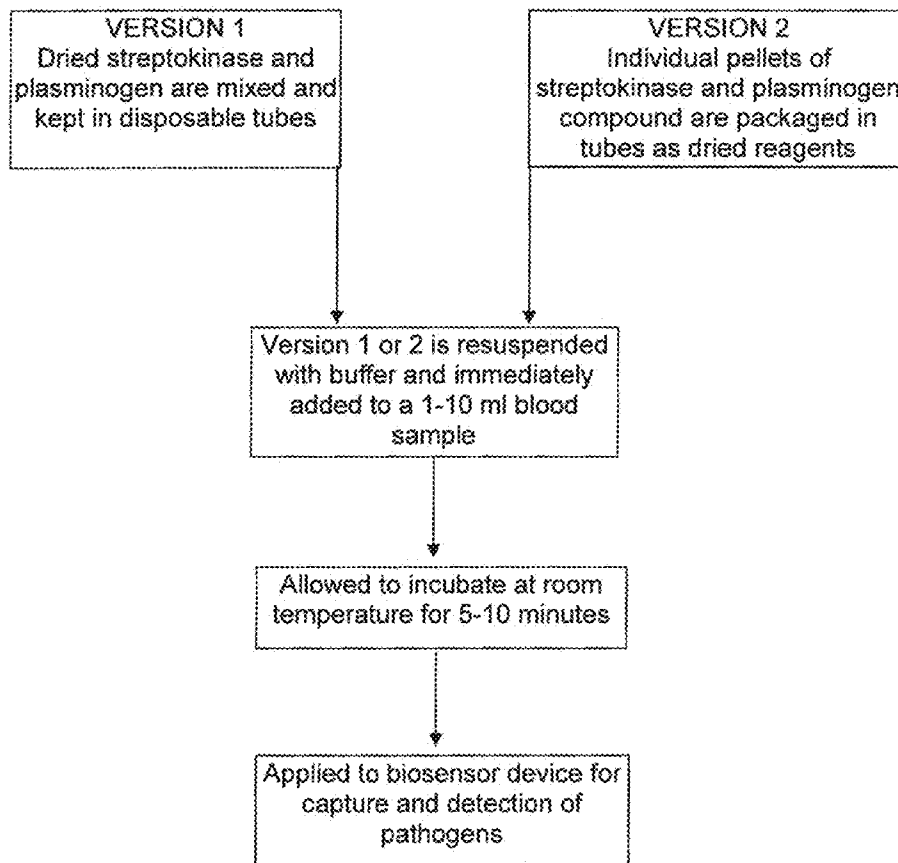 VERSION 1
Dried streptokinase and
plasminogen are mixed and
kept in disposable tubes
VERSION 2
Individual pellets of
streptokinase and plasminogen
compound are packaged in
tubes as dried reagents
Version 1 or 2 is resuspended
with buffer and immediately
added to a 1-10 ml blood
sample
Allowed to incubate at room
temperature for 5-10 minutes
Applied to biosensor device for
capture and detection of
pathogens